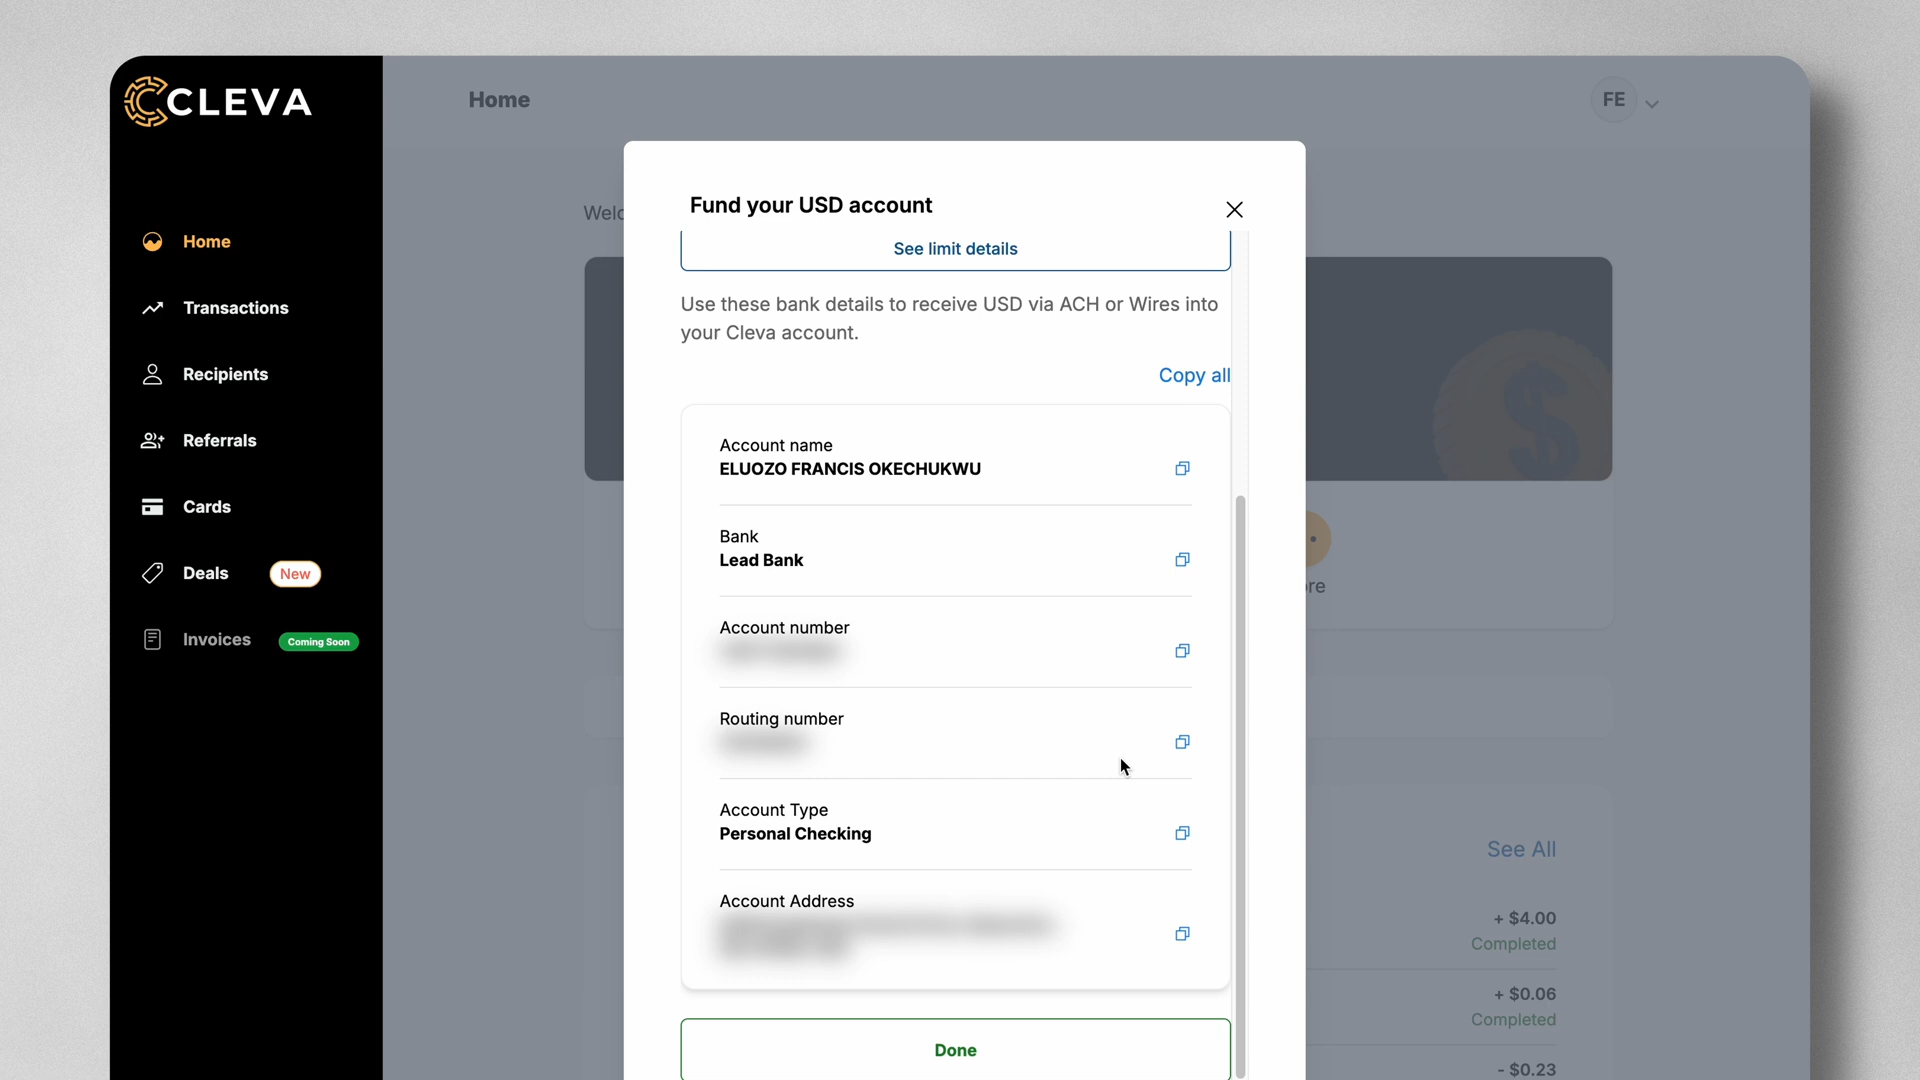 CLEVA
Home
FE
Home
Transactions
Recipients
Referrals
Cards
Deals
New
Invoices
Coming Soon
Welc
Fund your USD account
See limit details
Use these bank details to receive USD via ACH or Wires into
your Cleva account.
Copy all
Account name
ELUOZO FRANCIS OKECHUKWU
Bank
Lead Bank
Account number
Routing number
Account Type
Personal Checking
Account Address
Done
re
See All
+ $4.00
Completed
+ $0.06
Completed
- $0.23